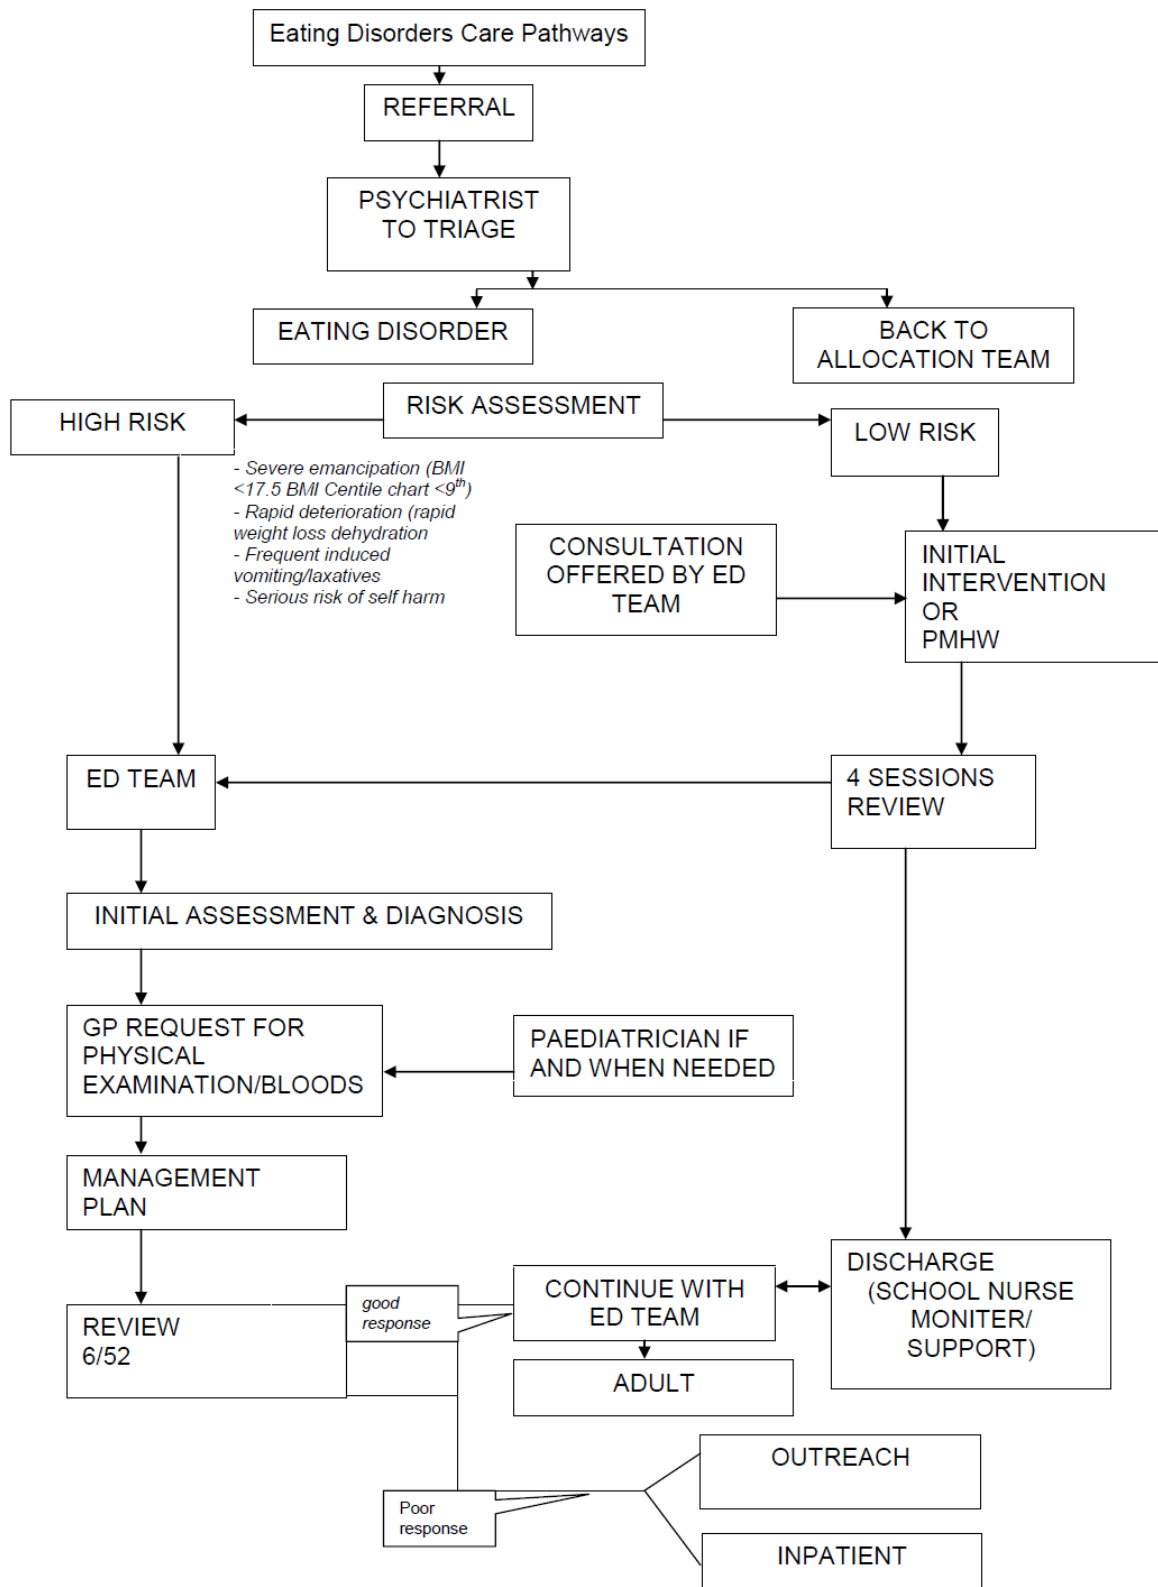 Eating Disorders Care Pathways
REFERRAL
PSYCHIATRIST
TO TRIAGE
EATING DISORDER
BACK TO
ALLOCATION TEAM
HIGH RISK
RISK ASSESSMENT
LOW RISK
- Severe emancipation (BMI
<17.5 BMI Centile chart <9th)
- Rapid deterioration (rapid
weight loss dehydration
- Frequent induced
vomiting/laxatives
- Serious risk of self harm
CONSULTATION
OFFERED BY ED
TEAM
INITIAL
INTERVENTION
OR
PMHW
ED TEAM
4 SESSIONS
REVIEW
INITIAL ASSESSMENT & DIAGNOSIS
GP REQUEST FOR
PHYSICAL
EXAMINATION/BLOODS
PAEDIATRICIAN IF
AND WHEN NEEDED
MANAGEMENT
PLAN
REVIEW
6/52
good
response
CONTINUE WITH
ED TEAM
DISCHARGE
(SCHOOL NURSE
MONITER/
SUPPORT)
ADULT
OUTREACH
Poor
response
INPATIENT